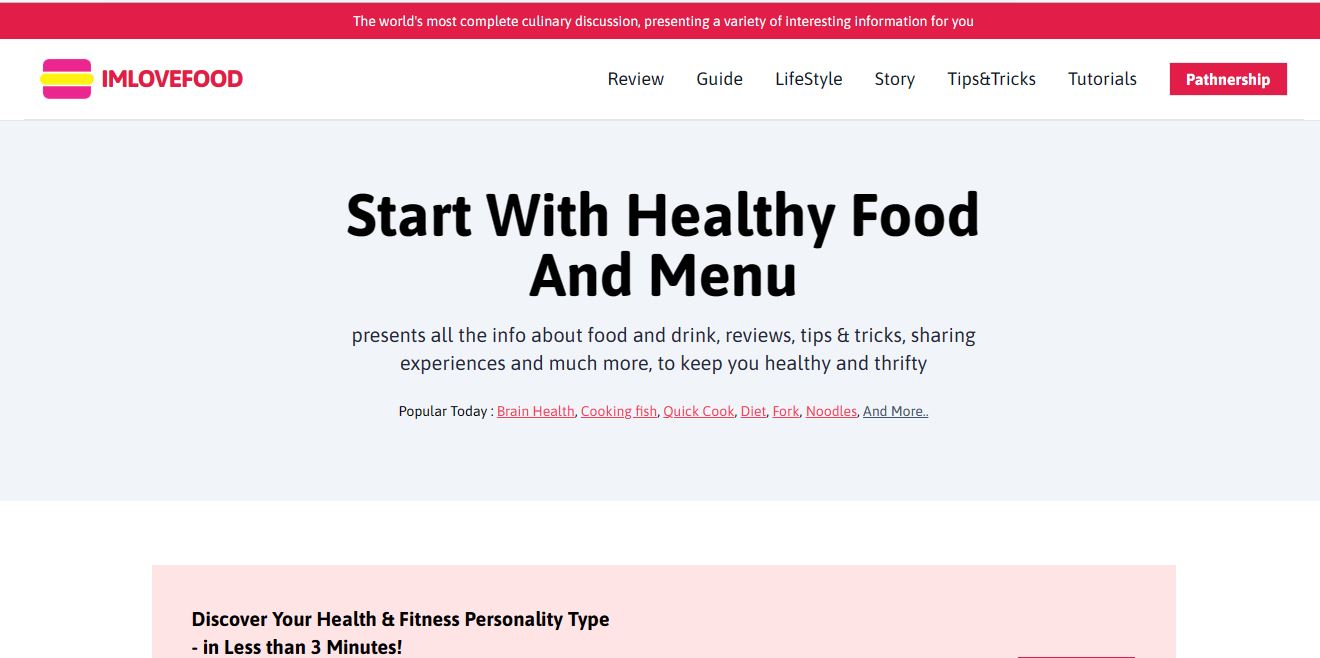 The world's most complete culinary discussion, presenting a variety of interesting information for you
IMLOVEFOOD
Review Guide LifeStyle Story Tips&Tricks Tutorials Pathnership
Start With Healthy Food
And Menu
presents all the info about food and drink, reviews, tips & tricks, sharing
experiences and much more, to keep you healthy and thrifty
Popular Today : Brain Health, Cooking fish, Quick Cook, Diet, Fork, Noodles, And More..
Discover Your Health & Fitness Personality Type
- in Less than 3 Minutes!